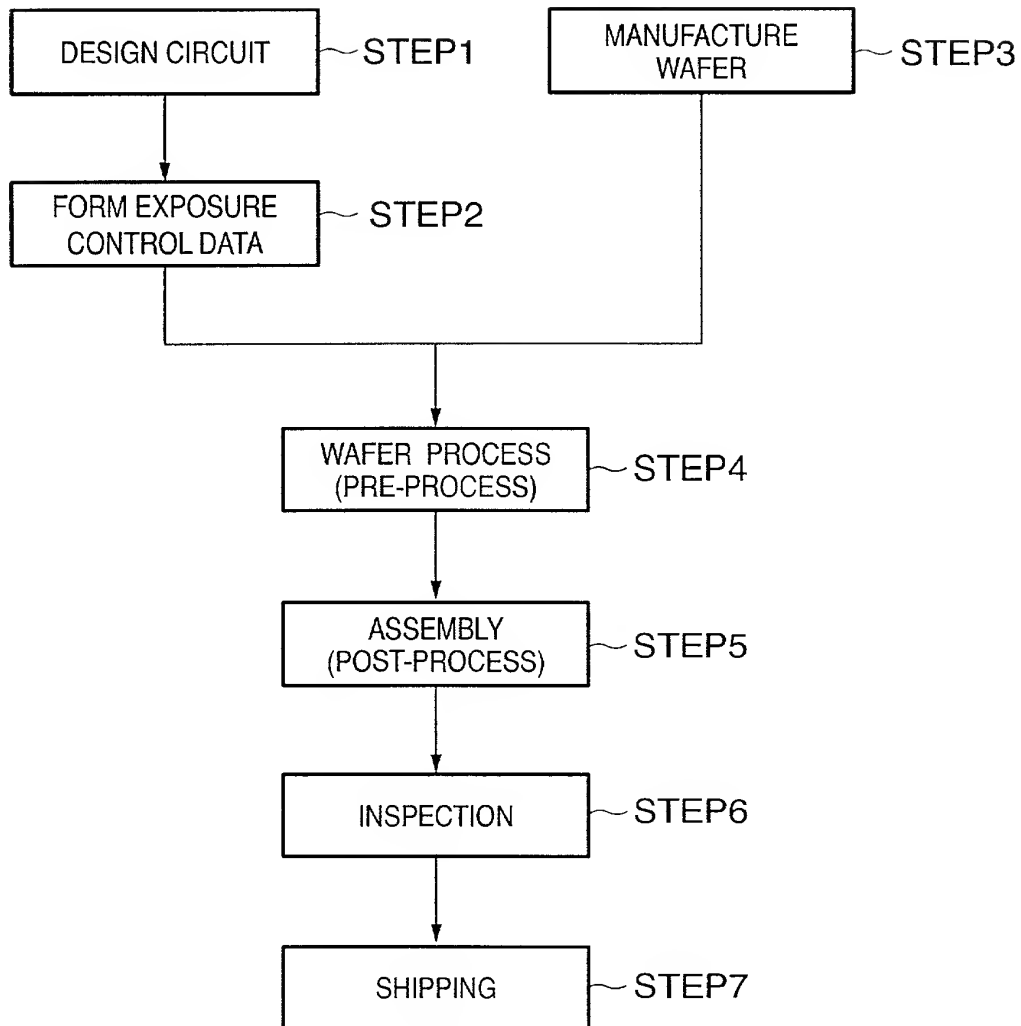 DESIGN CIRCUIT
STEP1
MANUFACTURE
WAFER
STEP3
FORM EXPOSURE
CONTROL DATA
STEP2
WAFER PROCESS
(PRE-PROCESS)
STEP4
ASSEMBLY
(POST-PROCESS)
STEP5
INSPECTION
STEP6
SHIPPING
STEP7